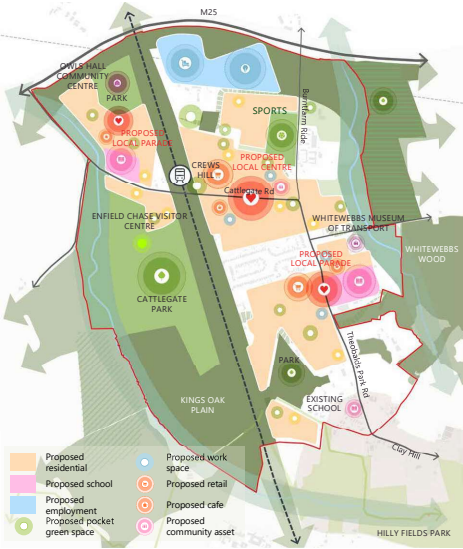 M25
OWLS HALL
COMMUNITY
CENTRE
PARK
PROPOSED
LOCAL PARADE
SPORTS
Burntfarm Ride
PROPOSED
LOCAL CENTRE
CREWS
HILL
Cattlegate Rd
ENFIELD CHASE VISITOR
CENTRE
WHITEWEBBS MUSEUM
OF TRANSPORT
WHITEWEBBS
WOOD
PROPOSED
LOCAL PARADE
CATTLEGATE
PARK
Theobalds Park Rd
PARK
KINGS OAK
PLAIN
EXISTING
SCHOOL
Clay Hill
HILLY FIELDS PARK
Proposed
residential
Proposed school
Proposed
employment
Proposed pocket
green space
Proposed work
space
Proposed retail
Proposed cafe
Proposed
community asset